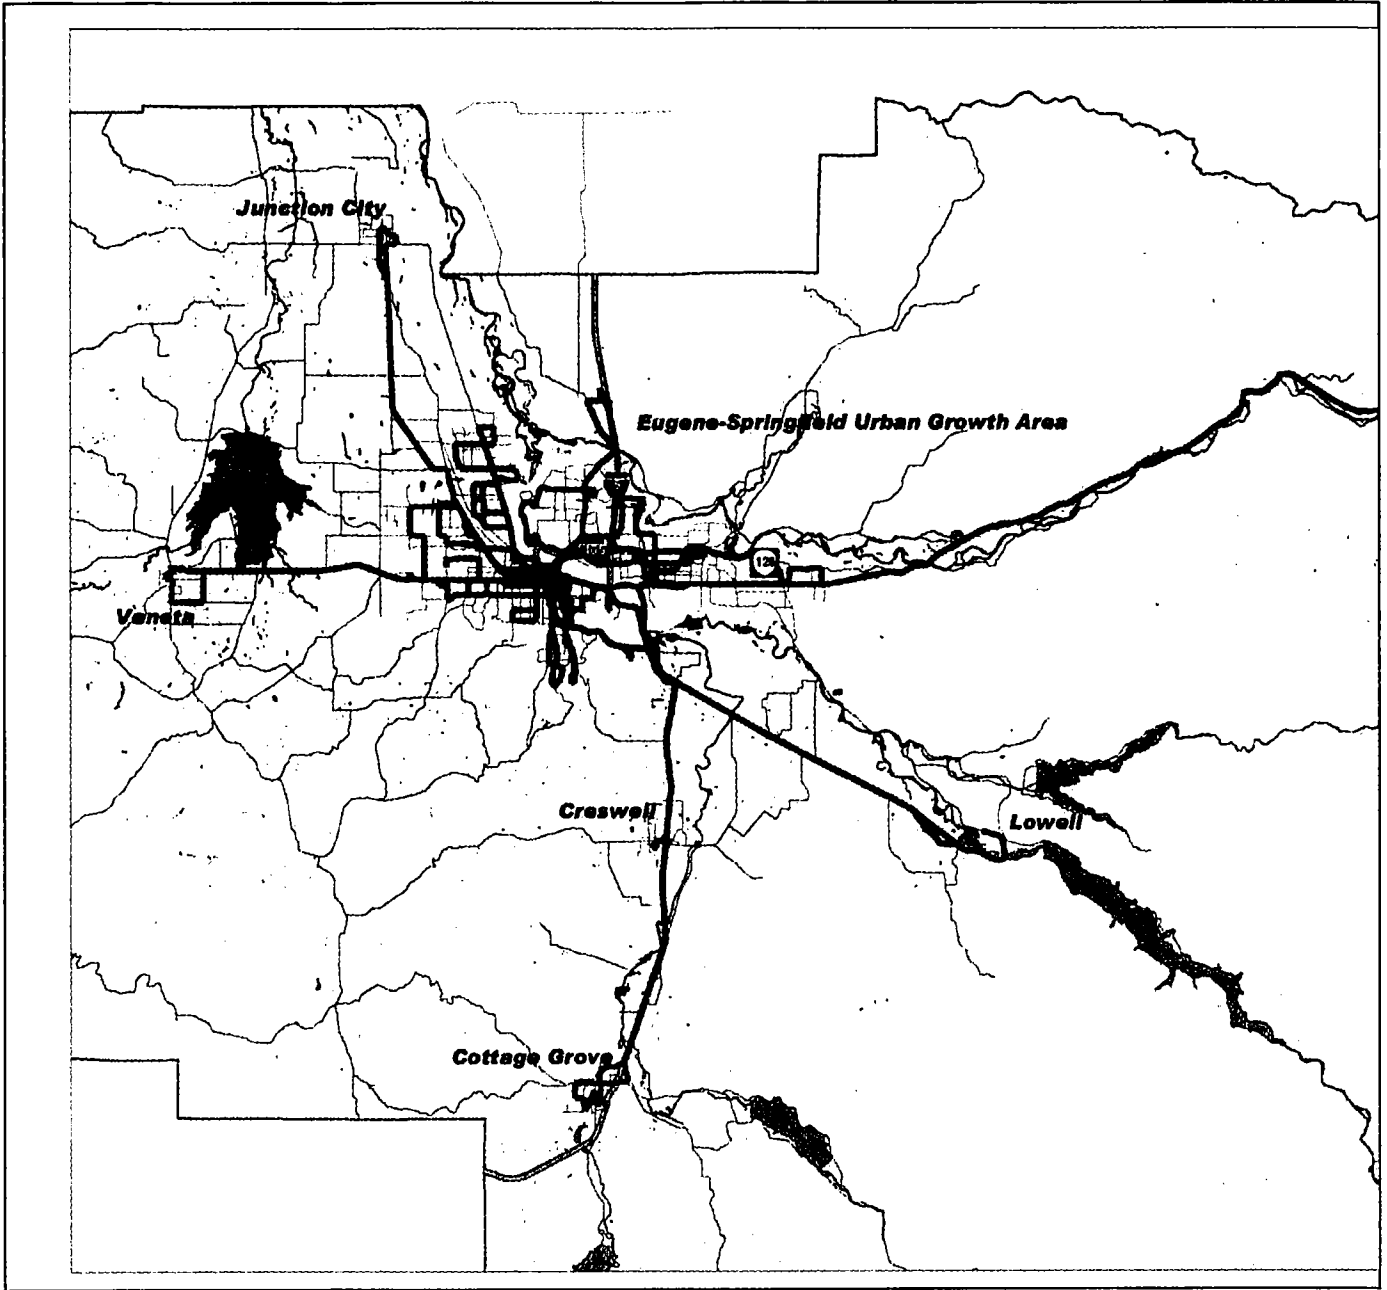 Junction City
Eugene-Springfield Urban Growth Area
126
Veneta
Creswell
Lowell
Cottage Grove